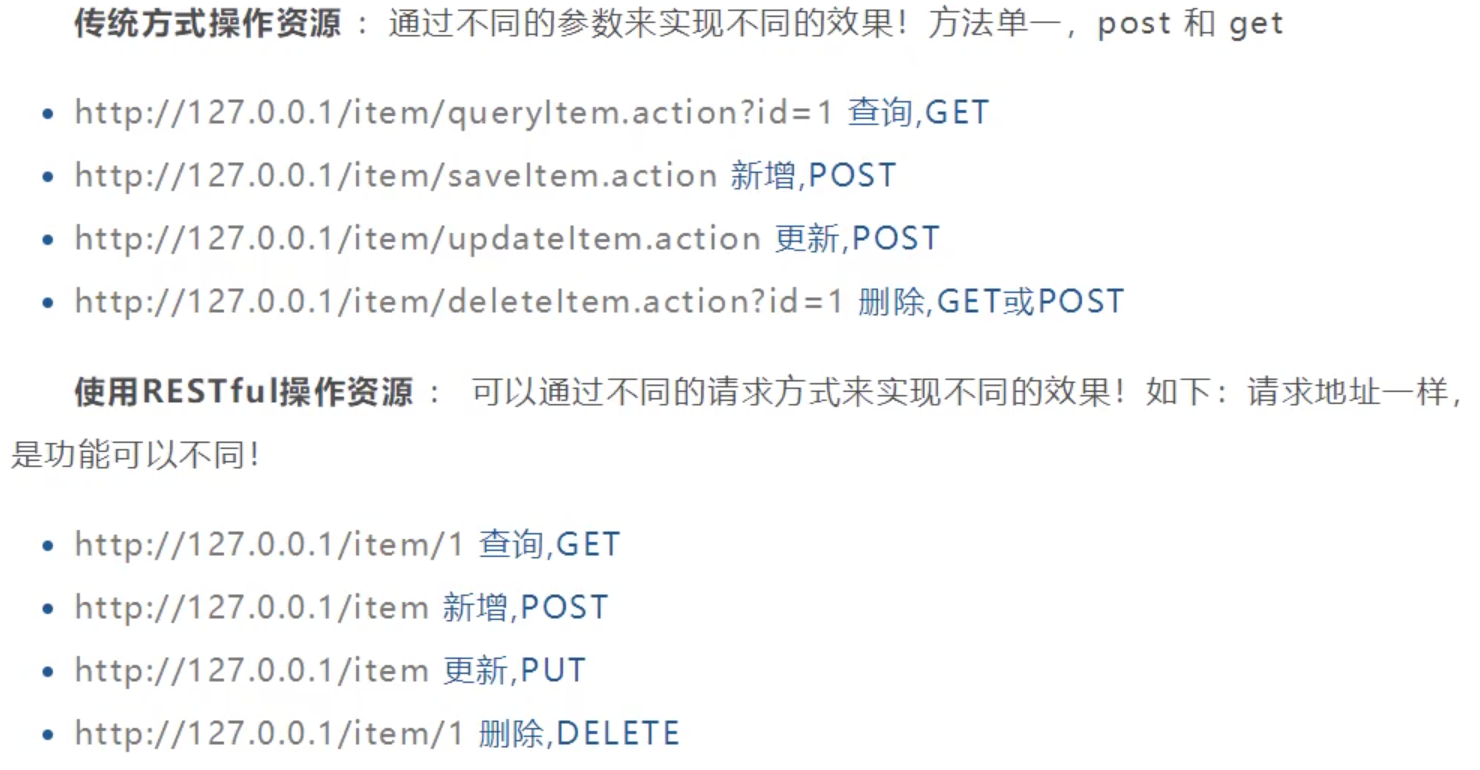 传统方式操作资源 ：通过不同的参数来实现不同的效果！方法单一，post 和 get
http://127.0.0.1/item/queryItem.action?id=1 查询,GET
http://127.0.0.1/item/saveItem.action 新增,POST
http://127.0.0.1/item/updateItem.action 更新,POST
http://127.0.0.1/item/deleteItem.action?id=1 删除,GET或POST
使用RESTful操作资源 ： 可以通过不同的请求方式来实现不同的效果！如下：请求地址一样，
是功能可以不同！
http://127.0.0.1/item/1 查询,GET
http://127.0.0.1/item 新增,POST
http://127.0.0.1/item 更新,PUT
http://127.0.0.1/item/1 删除,DELETE